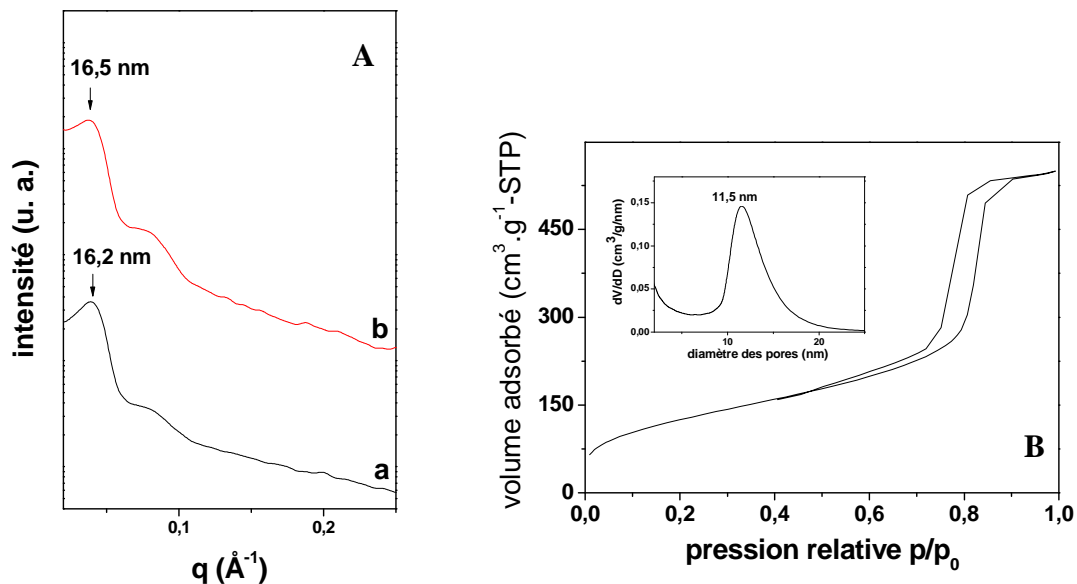 A
16,5 nm
16,2 nm
b
a
intensité (u. a.)
0,1
0,2
q (Å⁻¹)
B
volume adsorbé (cm³.g⁻¹-STP)
450
300
150
0
0,0
0,2
0,4
0,6
0,8
1,0
pression relative p/p₀
11,5 nm
dV/dD (cm³/g/nm)
0,15
0,10
0,05
0,00
10
20
diamètre des pores (nm)